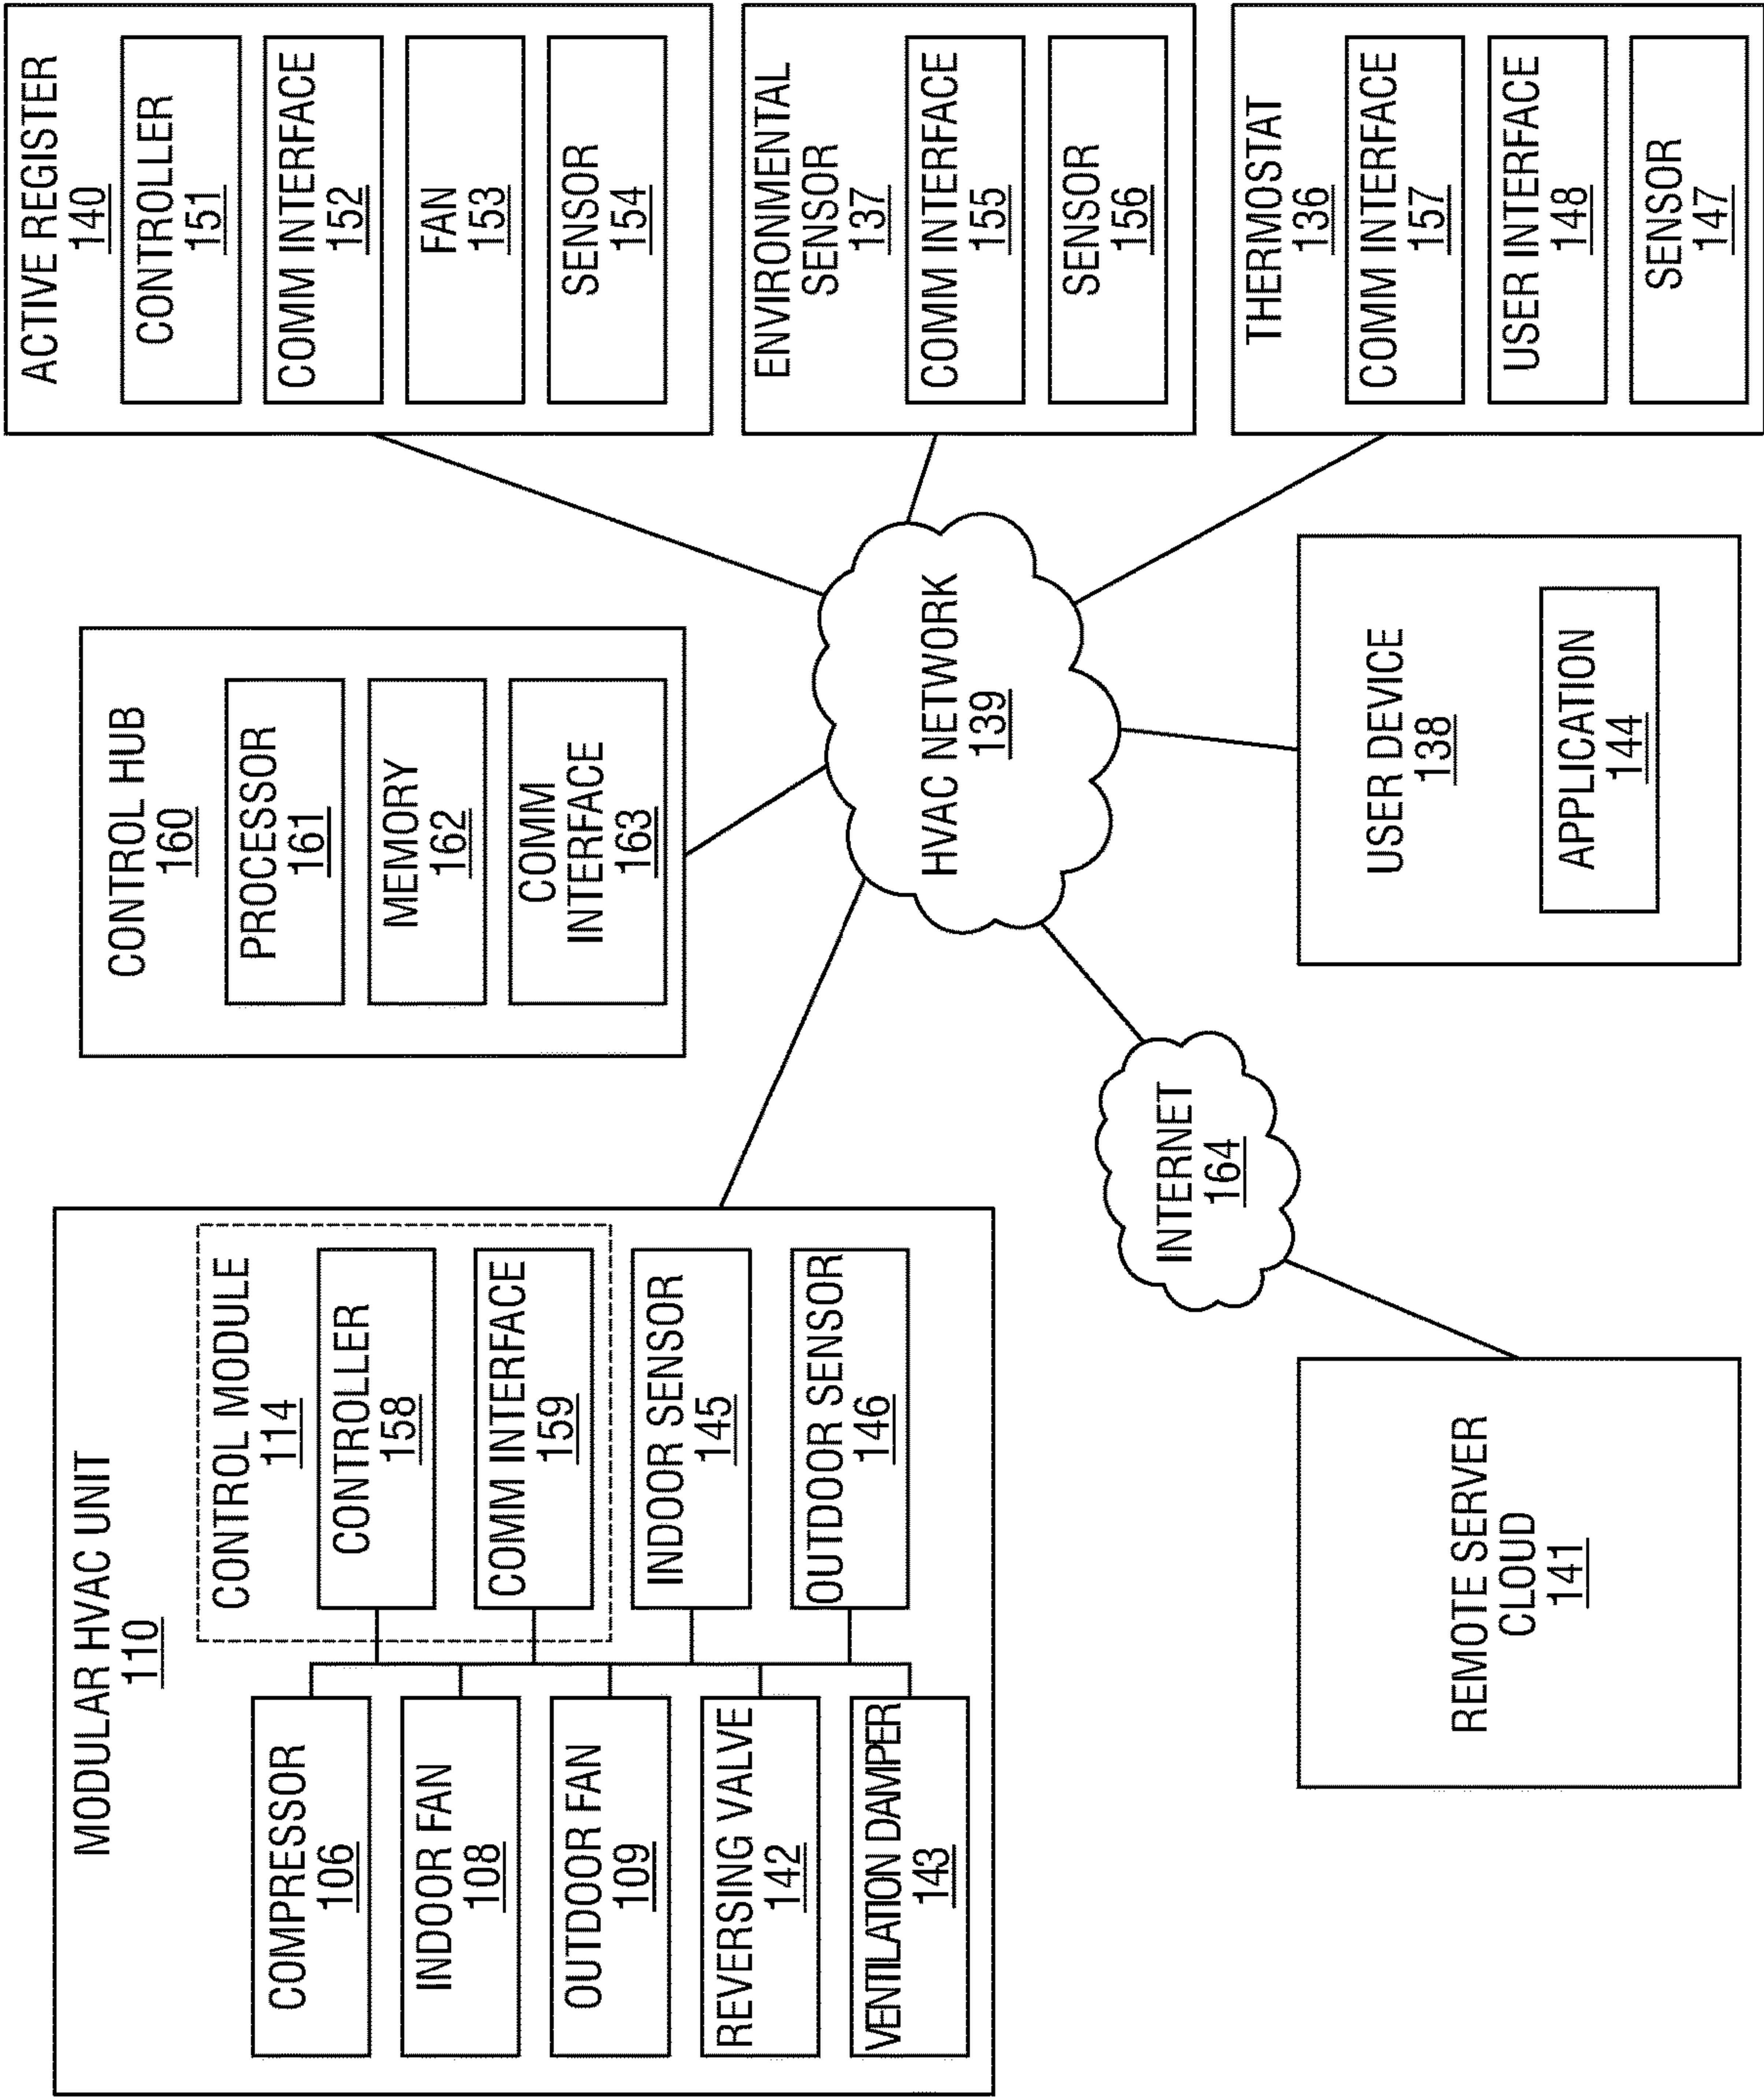 MODULAR HVAC UNIT
110
COMPRESSOR
106
INDOOR FAN
108
OUTDOOR FAN
109
REVERSING VALVE
142
VENTILATION DAMPER
143
CONTROL MODULE
114
CONTROLLER
158
COMM INTERFACE
159
INDOOR SENSOR
145
OUTDOOR SENSOR
146
CONTROL HUB
160
PROCESSOR
161
MEMORY
162
COMM
INTERFACE
163
ACTIVE REGISTER
140
CONTROLLER
151
COMM INTERFACE
152
FAN
153
SENSOR
154
HVAC NETWORK
139
ENVIRONMENTAL
SENSOR
137
COMM INTERFACE
155
SENSOR
156
INTERNET
164
REMOTE SERVER
CLOUD
141
USER DEVICE
138
APPLICATION
144
THERMOSTAT
136
COMM INTERFACE
157
USER INTERFACE
148
SENSOR
147